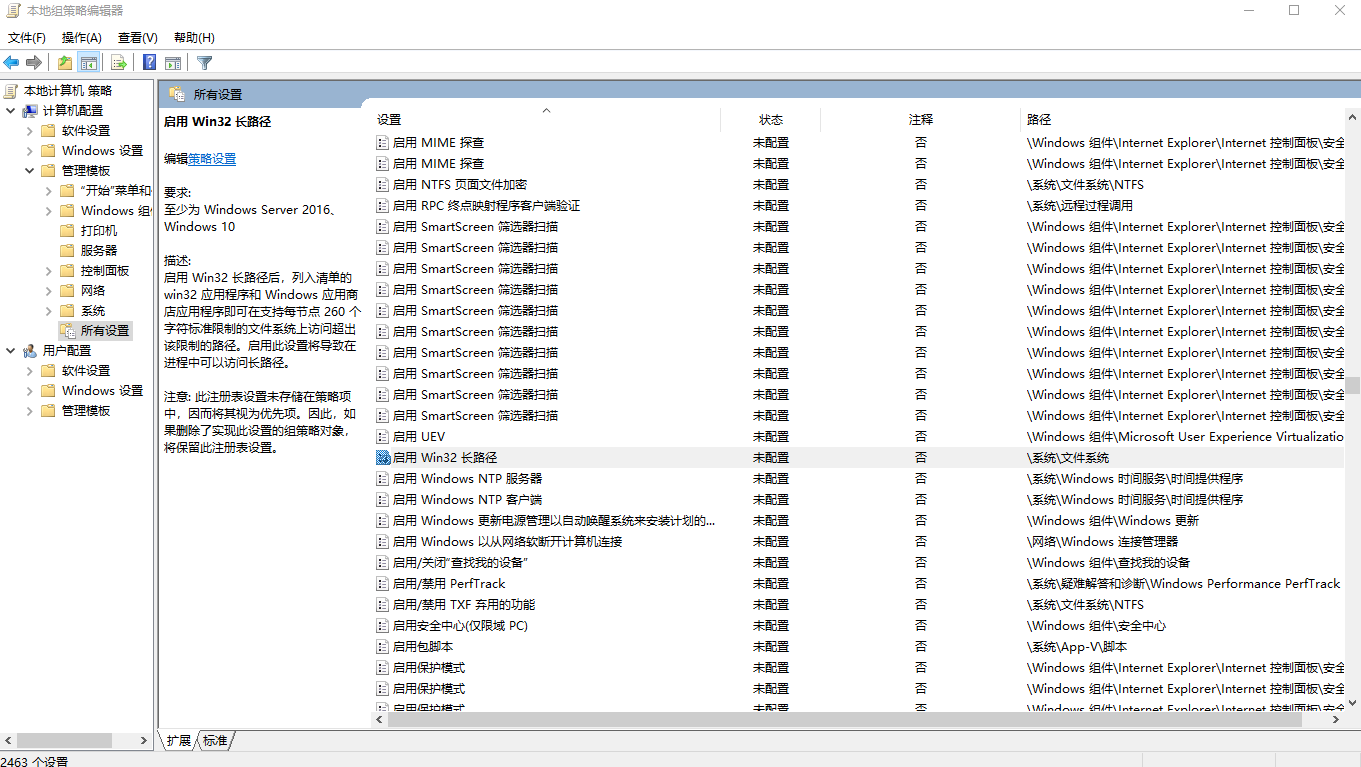 本地组策略编辑器
文件(F) 操作(A) 查看(V) 帮助(H)
本地计算机 策略
计算机配置
软件设置
Windows 设置
管理模板
“开始”菜单和
Windows 组
打印机
服务器
控制面板
网络
系统
所有设置
用户配置
软件设置
Windows 设置
管理模板
所有设置
启用 Win32 长路径
编辑策略设置
要求:
至少为 Windows Server 2016、
Windows 10
描述:
启用 Win32 长路径后，列入清单的
win32 应用程序和 Windows 应用商
店应用程序即可在支持每节点 260 个
字符标准限制的文件系统上访问超出
该限制的路径。启用此设置将导致在
进程中可以访问长路径。
注意: 此注册表设置未存储在策略项
中，因而将其视为优先项。因此，如
果删除了实现此设置的组策略对象，
将保留此注册表设置。
设置 状态 注释 路径
启用 MIME 探查 未配置 否 \Windows 组件\Internet Explorer\Internet 控制面板\安全
启用 MIME 探查 未配置 否 \Windows 组件\Internet Explorer\Internet 控制面板\安全
启用 NTFS 页面文件加密 未配置 否 \系统\文件系统\NTFS
启用 RPC 终点映射程序客户端验证 未配置 否 \系统\远程过程调用
启用 SmartScreen 筛选器扫描 未配置 否 \Windows 组件\Internet Explorer\Internet 控制面板\安全
启用 SmartScreen 筛选器扫描 未配置 否 \Windows 组件\Internet Explorer\Internet 控制面板\安全
启用 SmartScreen 筛选器扫描 未配置 否 \Windows 组件\Internet Explorer\Internet 控制面板\安全
启用 SmartScreen 筛选器扫描 未配置 否 \Windows 组件\Internet Explorer\Internet 控制面板\安全
启用 SmartScreen 筛选器扫描 未配置 否 \Windows 组件\Internet Explorer\Internet 控制面板\安全
启用 SmartScreen 筛选器扫描 未配置 否 \Windows 组件\Internet Explorer\Internet 控制面板\安全
启用 SmartScreen 筛选器扫描 未配置 否 \Windows 组件\Internet Explorer\Internet 控制面板\安全
启用 SmartScreen 筛选器扫描 未配置 否 \Windows 组件\Internet Explorer\Internet 控制面板\安全
启用 SmartScreen 筛选器扫描 未配置 否 \Windows 组件\Internet Explorer\Internet 控制面板\安全
启用 SmartScreen 筛选器扫描 未配置 否 \Windows 组件\Internet Explorer\Internet 控制面板\安全
启用 UEV 未配置 否 \Windows 组件\Microsoft User Experience Virtualizatio
启用 Win32 长路径 未配置 否 \系统\文件系统
启用 Windows NTP 服务器 未配置 否 \系统\Windows 时间服务\时间提供程序
启用 Windows NTP 客户端 未配置 否 \系统\Windows 时间服务\时间提供程序
启用 Windows 更新电源管理以自动唤醒系统来安装计划的... 未配置 否 \Windows 组件\Windows 更新
启用 Windows 以从网络软断开计算机连接 未配置 否 \网络\Windows 连接管理器
启用/关闭“查找我的设备” 未配置 否 \Windows 组件\查找我的设备
启用/禁用 PerfTrack 未配置 否 \系统\疑难解答和诊断\Windows Performance PerfTrack
启用/禁用 TXF 弃用的功能 未配置 否 \系统\文件系统\NTFS
启用安全中心(仅限域 PC) 未配置 否 \Windows 组件\安全中心
启用包脚本 未配置 否 \系统\App-V\脚本
启用保护模式 未配置 否 \Windows 组件\Internet Explorer\Internet 控制面板\安全
启用保护模式 未配置 否 \Windows 组件\Internet Explorer\Internet 控制面板\安全
启用保护模式 未配置 否 \Windows 组件\Internet Explorer\Internet 控制面板\安全
扩展 标准
2463 个设置